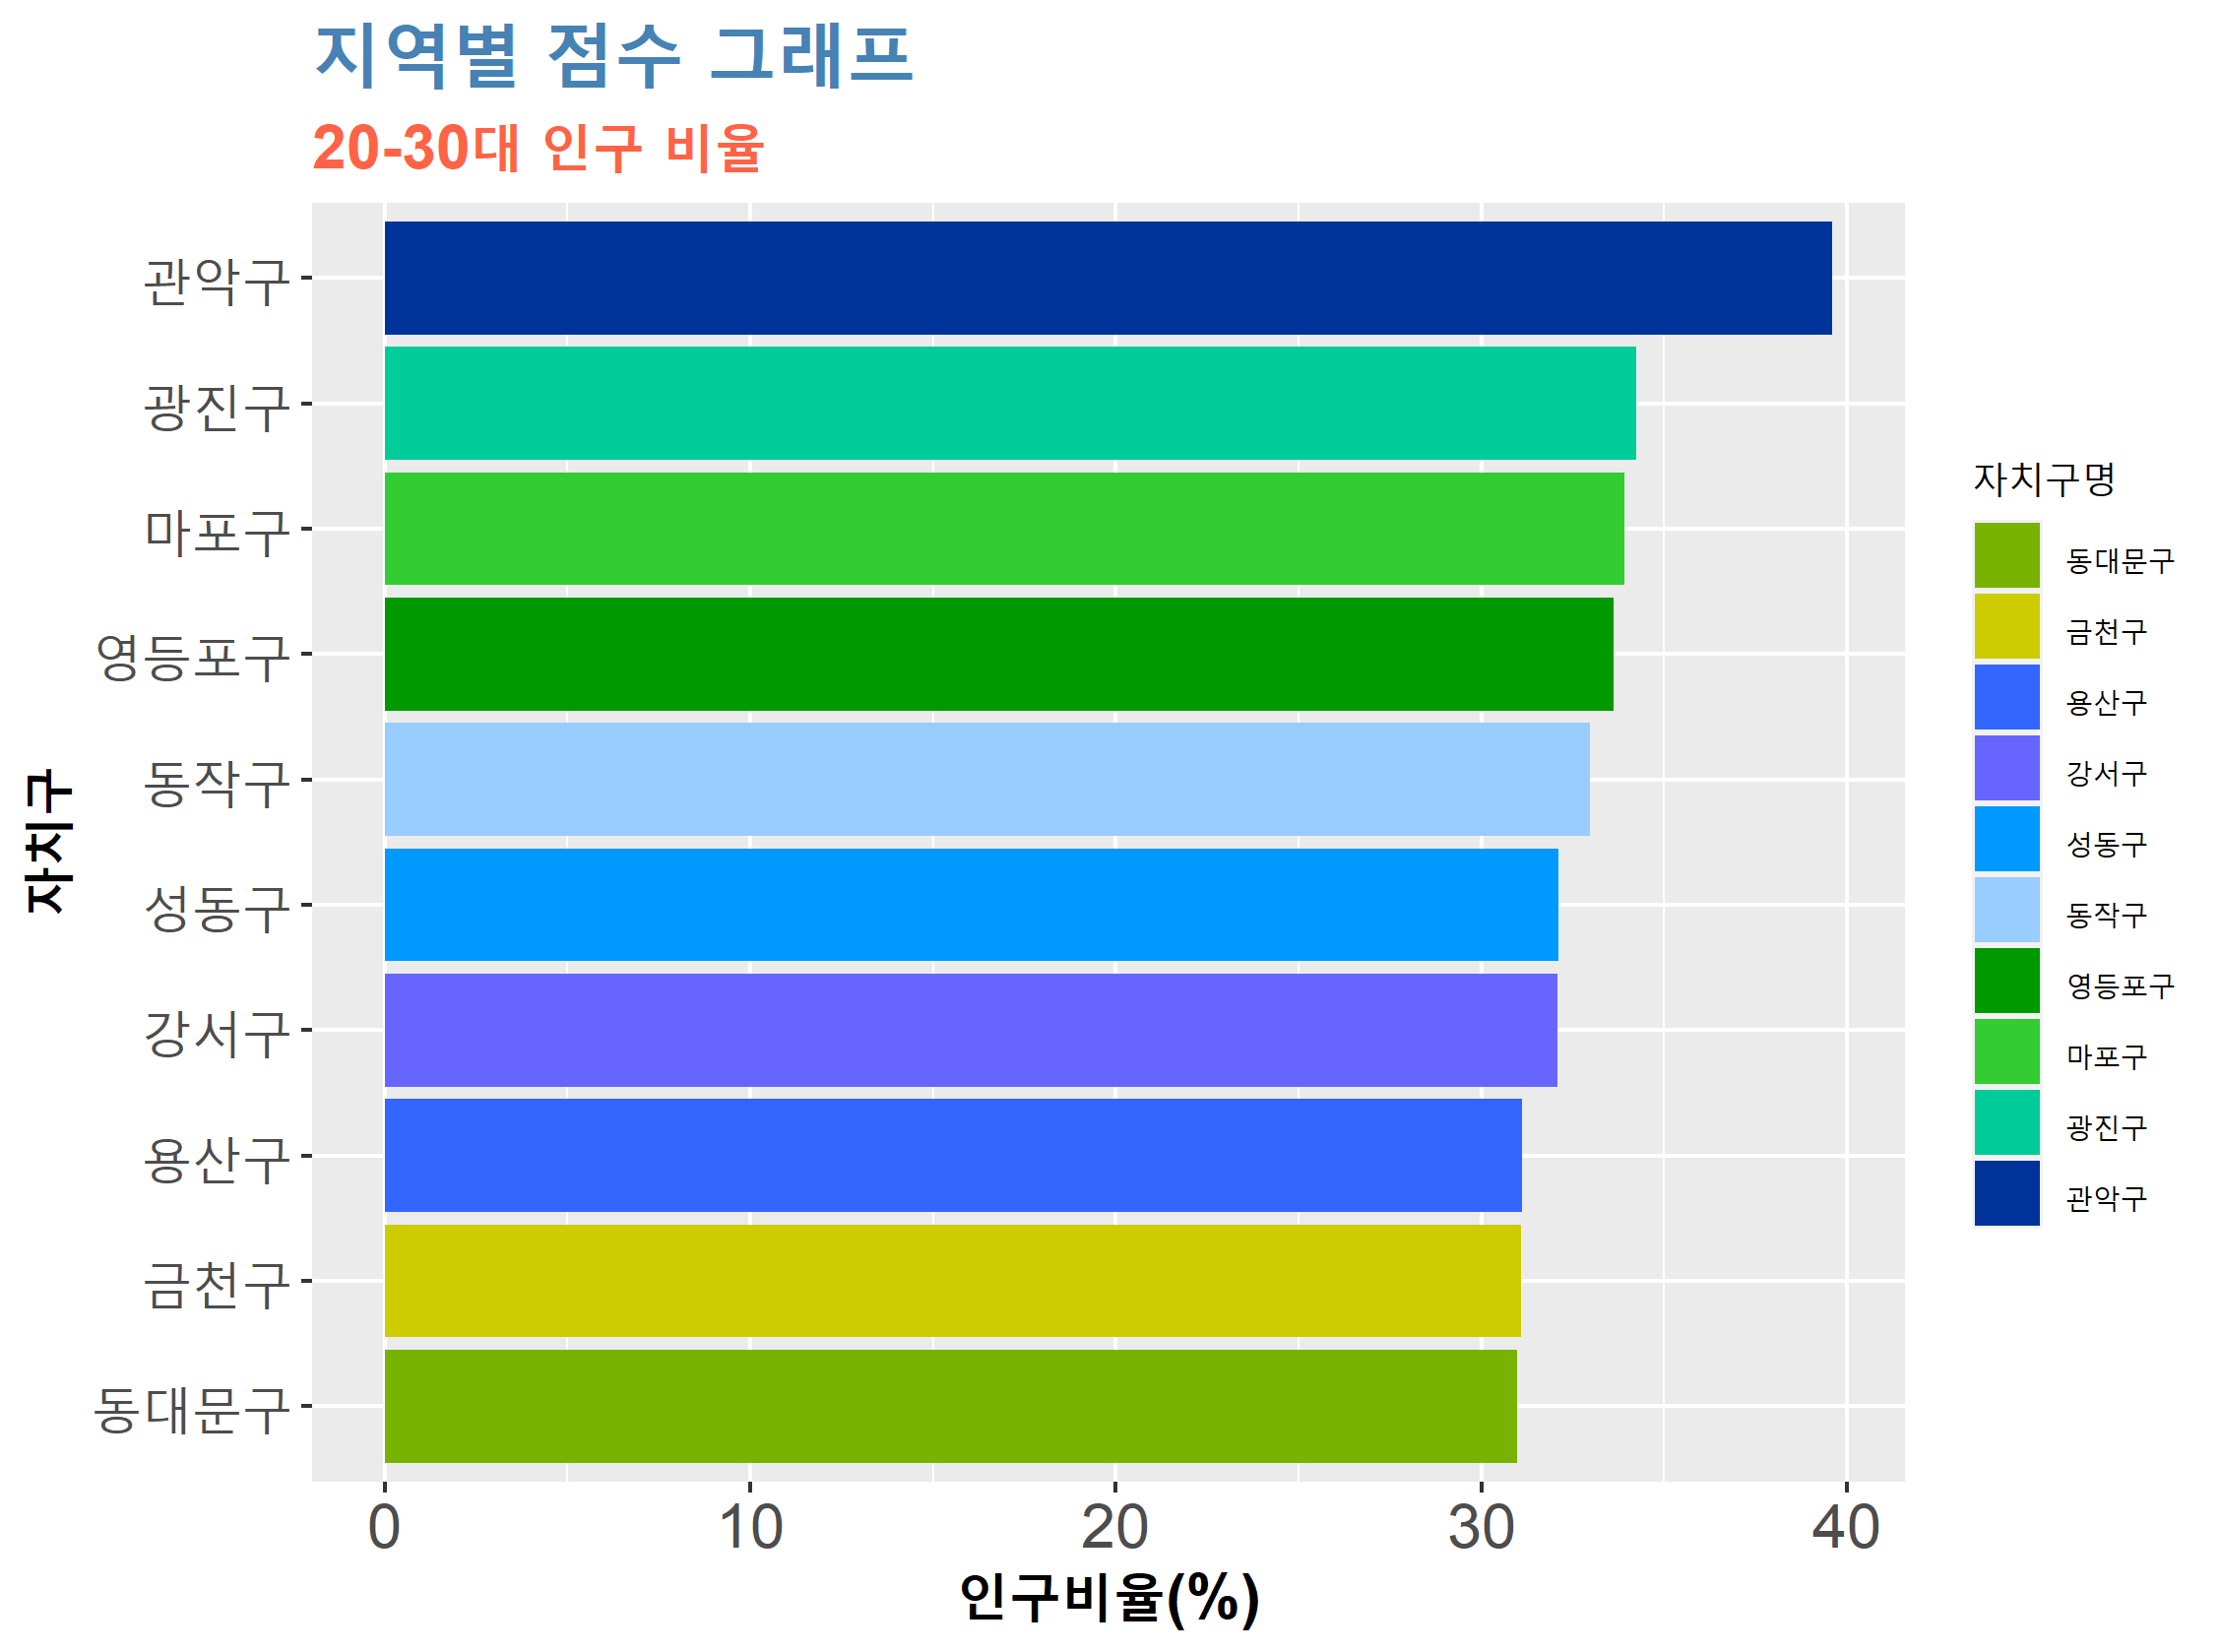 지역별 점수 그래프
20-30대 인구 비율
관악구
광진구
마포구
영등포구
동작구
성동구
강서구
용산구
금천구
동대문구
자치구
0 10 20 30 40
인구비율(%)
자치구명
동대문구
금천구
용산구
강서구
성동구
동작구
영등포구
마포구
광진구
관악구